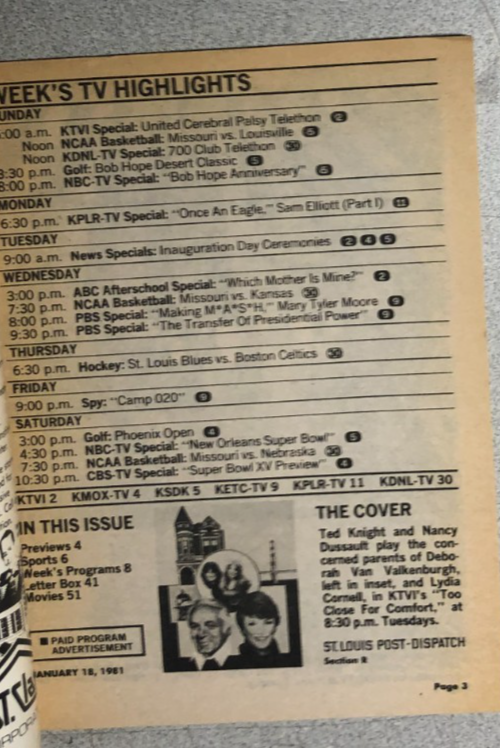 WEEK'S TV HIGHLIGHTS
UNDAY
:00 a.m. KTVI Special: United Cerebral Palsy Telethon 2
Noon NCAA Basketball: Missouri vs. Louisville 5
Noon KDNL-TV Special: 700 Club Telethon 30
3:30 p.m. Golf: Bob Hope Desert Classic 5
8:00 p.m. NBC-TV Special: "Bob Hope Anniversary" 5
MONDAY
6:30 p.m. KPLR-TV Special: "Once An Eagle," Sam Elliott (Part I) 11
TUESDAY
9:00 a.m. News Specials: Inauguration Day Ceremonies 2 4 5
WEDNESDAY
3:00 p.m. ABC Afterschool Special: "Which Mother Is Mine?" 2
7:30 p.m. NCAA Basketball: Missouri vs. Kansas 30
8:00 p.m. PBS Special: "Making M*A*S*H," Mary Tyler Moore 9
9:30 p.m. PBS Special: "The Transfer Of Presidential Power" 9
THURSDAY
6:30 p.m. Hockey: St. Louis Blues vs. Boston Celtics 30
FRIDAY
9:00 p.m. Spy: "Camp 020" 9
SATURDAY
3:00 p.m. Golf: Phoenix Open 4
4:30 p.m. NBC-TV Special: "New Orleans Super Bowl" 5
7:30 p.m. NCAA Basketball: Missouri vs. Nebraska 30
10:30 p.m. CBS-TV Special: "Super Bowl XV Preview" 4
KTVI 2 KMOX-TV 4 KSDK 5 KETC-TV 9 KPLR-TV 11 KDNL-TV 30
IN THIS ISSUE
Previews 4
Sports 6
Week's Programs 8
Letter Box 41
Movies 51
■ PAID PROGRAM
ADVERTISEMENT
JANUARY 18, 1981
THE COVER
Ted Knight and Nancy
Dussault play the con-
cerned parents of Debo-
rah Van Valkenburgh,
left in inset, and Lydia
Cornell, in KTVI's "Too
Close For Comfort," at
8:30 p.m. Tuesdays.
ST. LOUIS POST-DISPATCH
Section R
Page 3